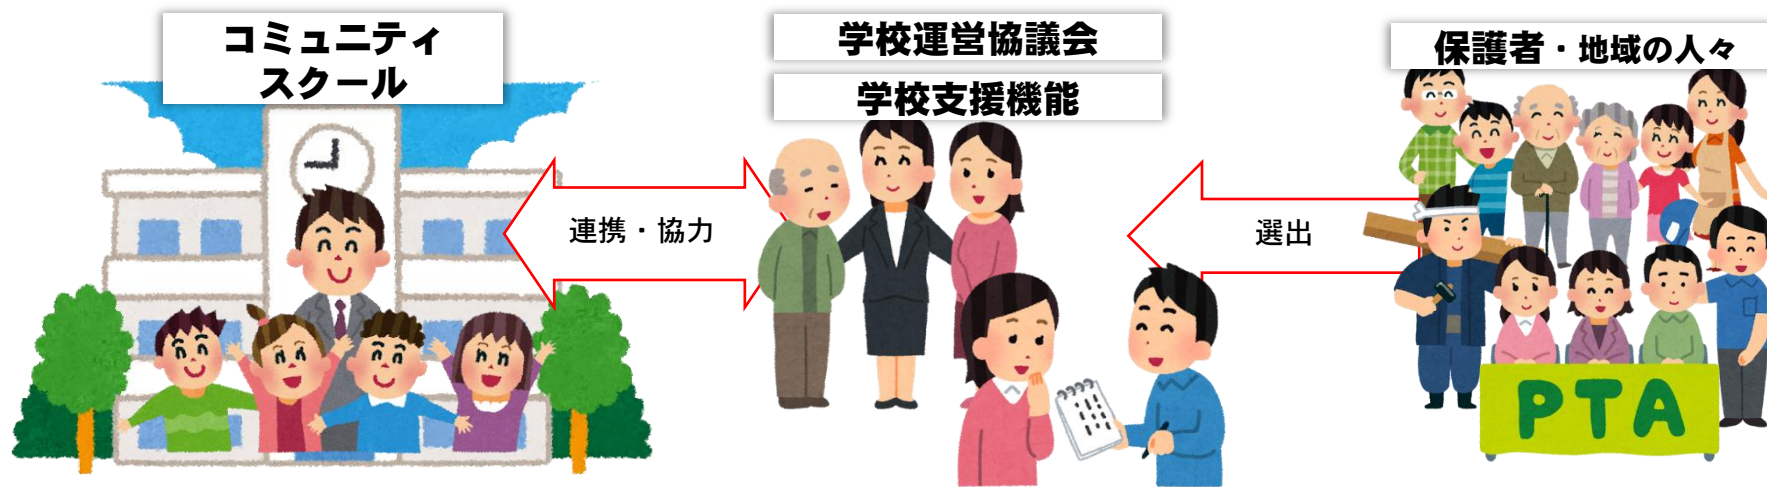 コミュニティ
スクール
連携・協力
学校運営協議会
学校支援機能
選出
保護者・地域の人々
PTA